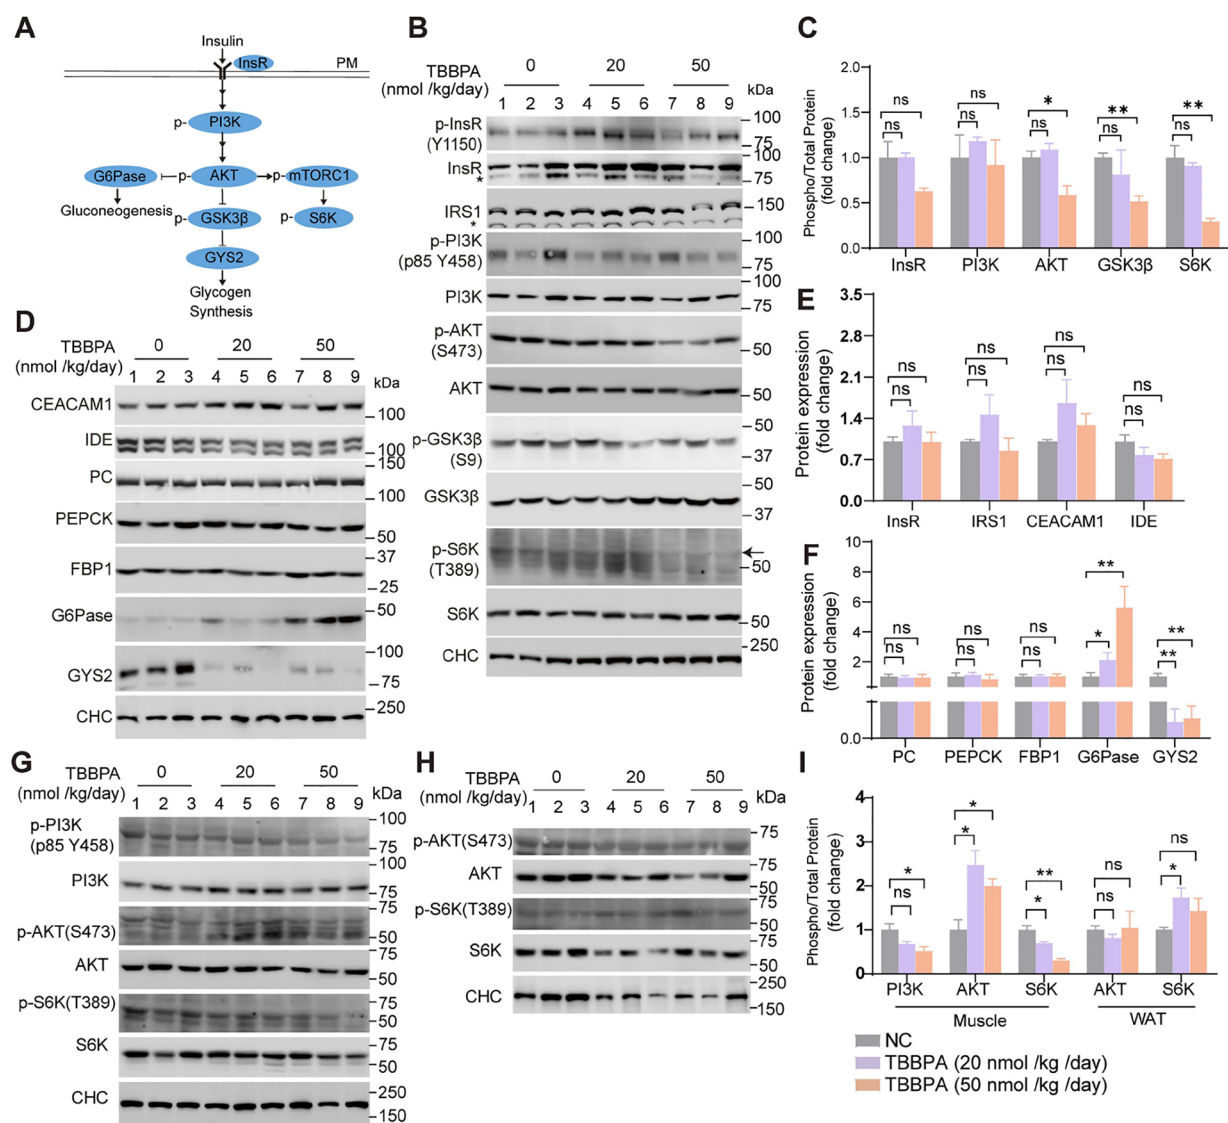 A
Insulin
InsR
PM
p-
PI3K
G6Pase
p-
AKT
p-
mTORC1
Gluconeogenesis
p-
GSK3β
p-
S6K
GYS2
Glycogen
Synthesis
B
TBBPA
(nmol /kg/day)
0 20 50
1 2 3 4 5 6 7 8 9
kDa
p-InsR
(Y1150)
100
75
InsR
*
100
75
IRS1
*
150
p-PI3K
(p85 Y458)
100
75
PI3K
100
75
p-AKT
(S473)
75
50
AKT
75
50
p-GSK3β
(S9)
50
37
GSK3β
50
37
p-S6K
(T389)
75
50
S6K
75
50
CHC
250
C
Phospho/Total Protein
(fold change)
2.0
1.5
1.0
0.5
0.0
ns ns ns ns * ns ** ns ** ns
InsR PI3K AKT GSK3β S6K
D
TBBPA
(nmol /kg/day)
0 20 50
1 2 3 4 5 6 7 8 9
kDa
CEACAM1
100
IDE
100
PC
150
100
PEPCK
75
50
FBP1
37
25
G6Pase
50
GYS2
100
75
CHC
250
E
Protein expression
(fold change)
3.5
2.8
2.1
1.4
0.7
0.0
ns ns ns ns ns ns ns ns
InsR IRS1 CEACAM1 IDE
F
Protein expression
(fold change)
10
8
6
4
2
0.0
ns ns ns ns ns ns ** * ** **
PC PEPCK FBP1 G6Pase GYS2
G
TBBPA
(nmol /kg/day)
0 20 50
1 2 3 4 5 6 7 8 9
kDa
p-PI3K
(p85 Y458)
100
75
PI3K
100
75
p-AKT(S473)
75
50
AKT
75
50
p-S6K(T389)
75
50
S6K
75
50
CHC
250
150
H
TBBPA
(nmol /kg/day)
0 20 50
1 2 3 4 5 6 7 8 9
kDa
p-AKT(S473)
75
AKT
75
50
p-S6K(T389)
75
50
S6K
75
50
CHC
250
150
I
Phospho/Total Protein
(fold change)
4
3
2
1
0
* ns * * ** * ns ns ns *
PI3K AKT S6K AKT S6K
Muscle WAT
NC
TBBPA (20 nmol /kg /day)
TBBPA (50 nmol /kg /day)